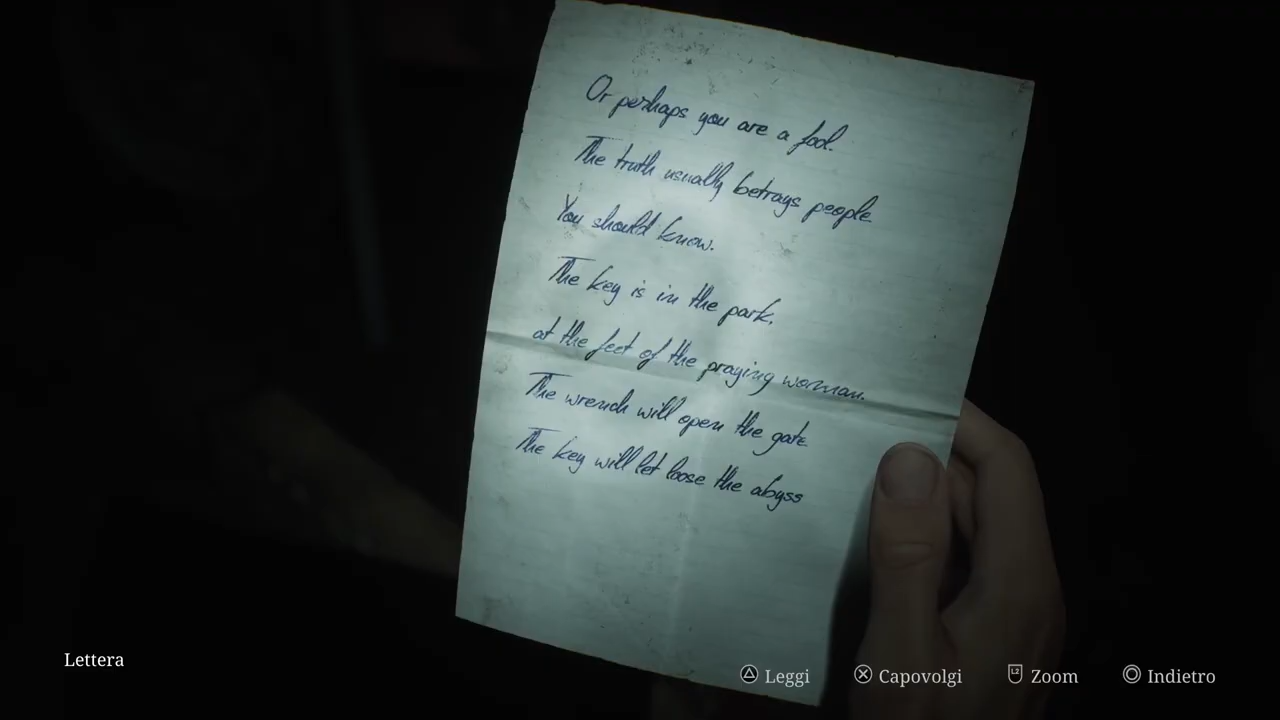 Or perhaps you are a fool.
The truth usually betrays people.
You should know.
The key is in the park,
at the feet of the praying woman.
The wrench will open the gate.
The key will let loose the abyss
Lettera
Leggi
Capovolgi
L2 Zoom
Indietro